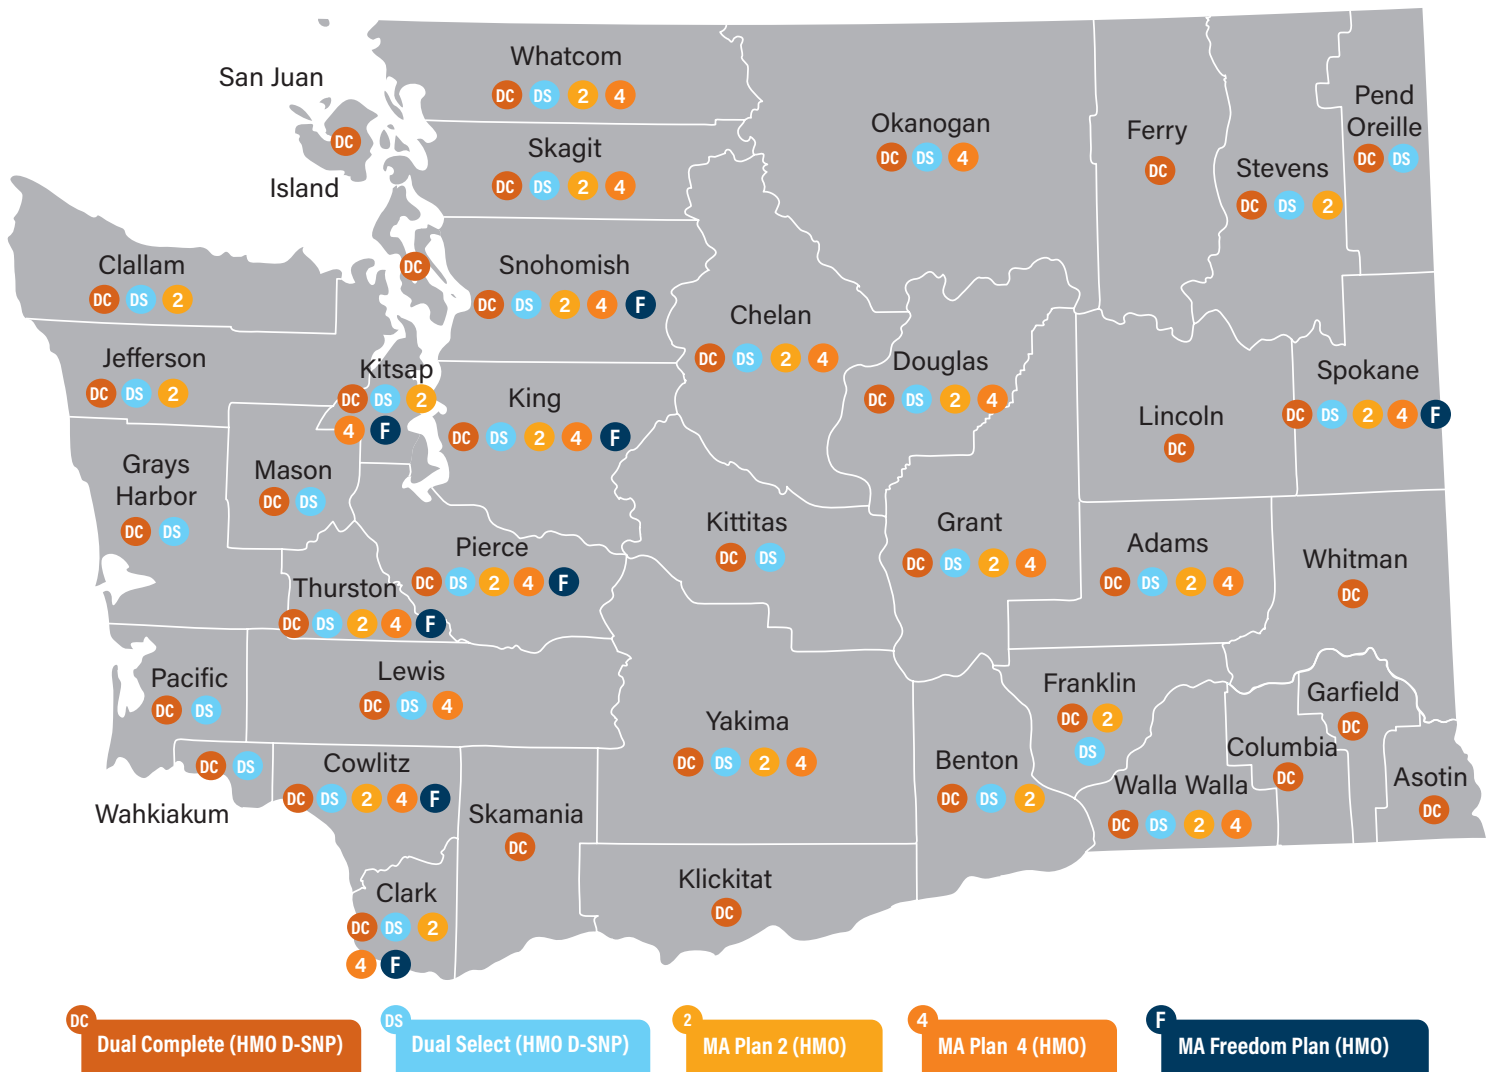 Whatcom
DC DS 2 4
San Juan
DC
Island
DC
Skagit
DC DS 2 4
Okanogan
DC DS 4
Ferry
DC
Stevens
DC DS 2
Pend
Oreille
DC DS
Clallam
DC DS 2
Snohomish
DC DS 2 4 F
Chelan
DC DS 2 4
Douglas
DC DS 2 4
Jefferson
DC DS 2
Kitsap
DC DS 2
4 F
King
DC DS 2 4 F
Lincoln
DC
Spokane
DC DS 2 4 F
Grays
Harbor
DC DS
Mason
DC DS
Pierce
DC DS 2 4 F
Kittitas
DC DS
Grant
DC DS 2 4
Adams
DC DS 2 4
Whitman
DC
Thurston
DC DS 2 4 F
Pacific
DC DS
Lewis
DC DS 4
Yakima
DC DS 2 4
Benton
DC DS 2
Franklin
DC 2
DS
Garfield
DC
Columbia
DC
Asotin
DC
Walla Walla
DC DS 2 4
DC DS
Wahkiakum
Cowlitz
DC DS 2 4 F
Skamania
DC
Klickitat
DC
Clark
DC DS 2
4 F
DC Dual Complete (HMO D-SNP)
DS Dual Select (HMO D-SNP)
2 MA Plan 2 (HMO)
4 MA Plan 4 (HMO)
F MA Freedom Plan (HMO)